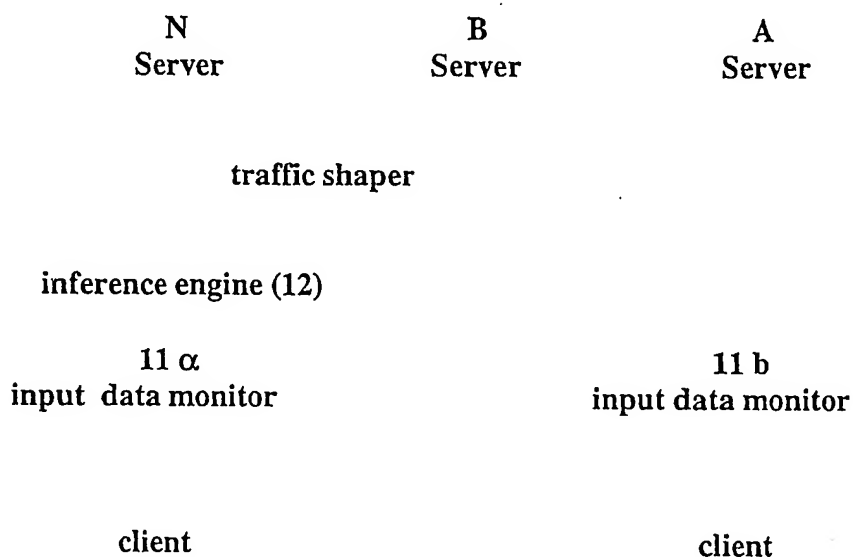 N B A
Server Server Server
traffic shaper
inference engine (12)
11 α 11 b
input data monitor input data monitor
client client